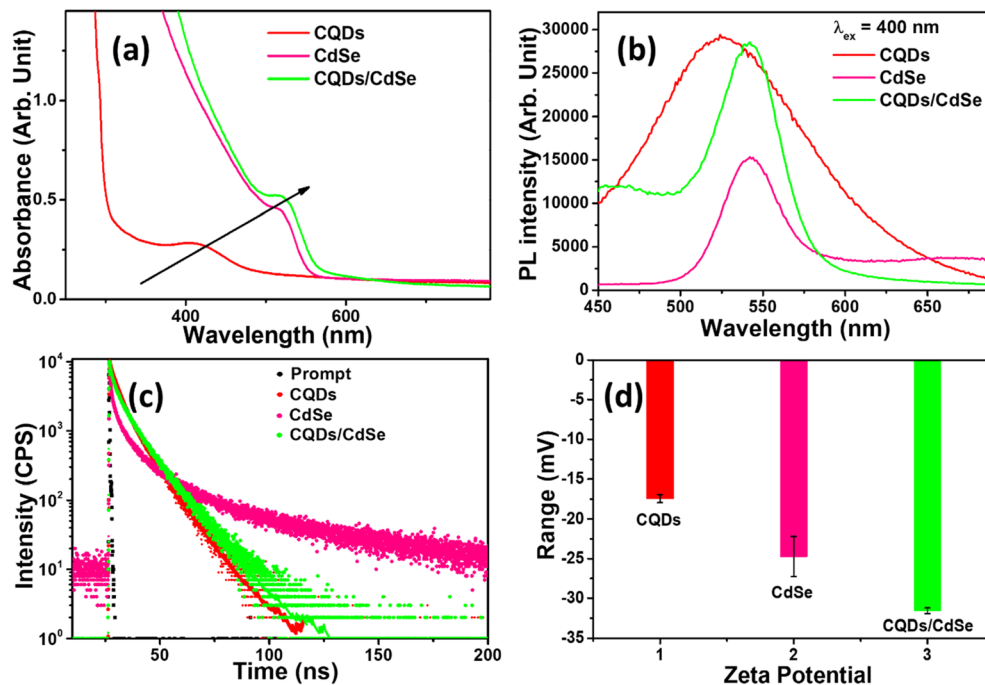 (a)
CQDs
CdSe
CQDs/CdSe
Absorbance (Arb. Unit)
1.0
0.5
0.0
400
600
Wavelength (nm)
(b)
λex = 400 nm
CQDs
CdSe
CQDs/CdSe
PL intensity (Arb. Unit)
30000
25000
20000
15000
10000
5000
0
450
500
550
600
650
Wavelength (nm)
(c)
Prompt
CQDs
CdSe
CQDs/CdSe
Intensity (CPS)
10⁴
10³
10²
10¹
10⁰
50
100
150
200
Time (ns)
(d)
Range (mV)
0
-5
-10
-15
-20
-25
-30
-35
CQDs
CdSe
CQDs/CdSe
1
2
3
Zeta Potential